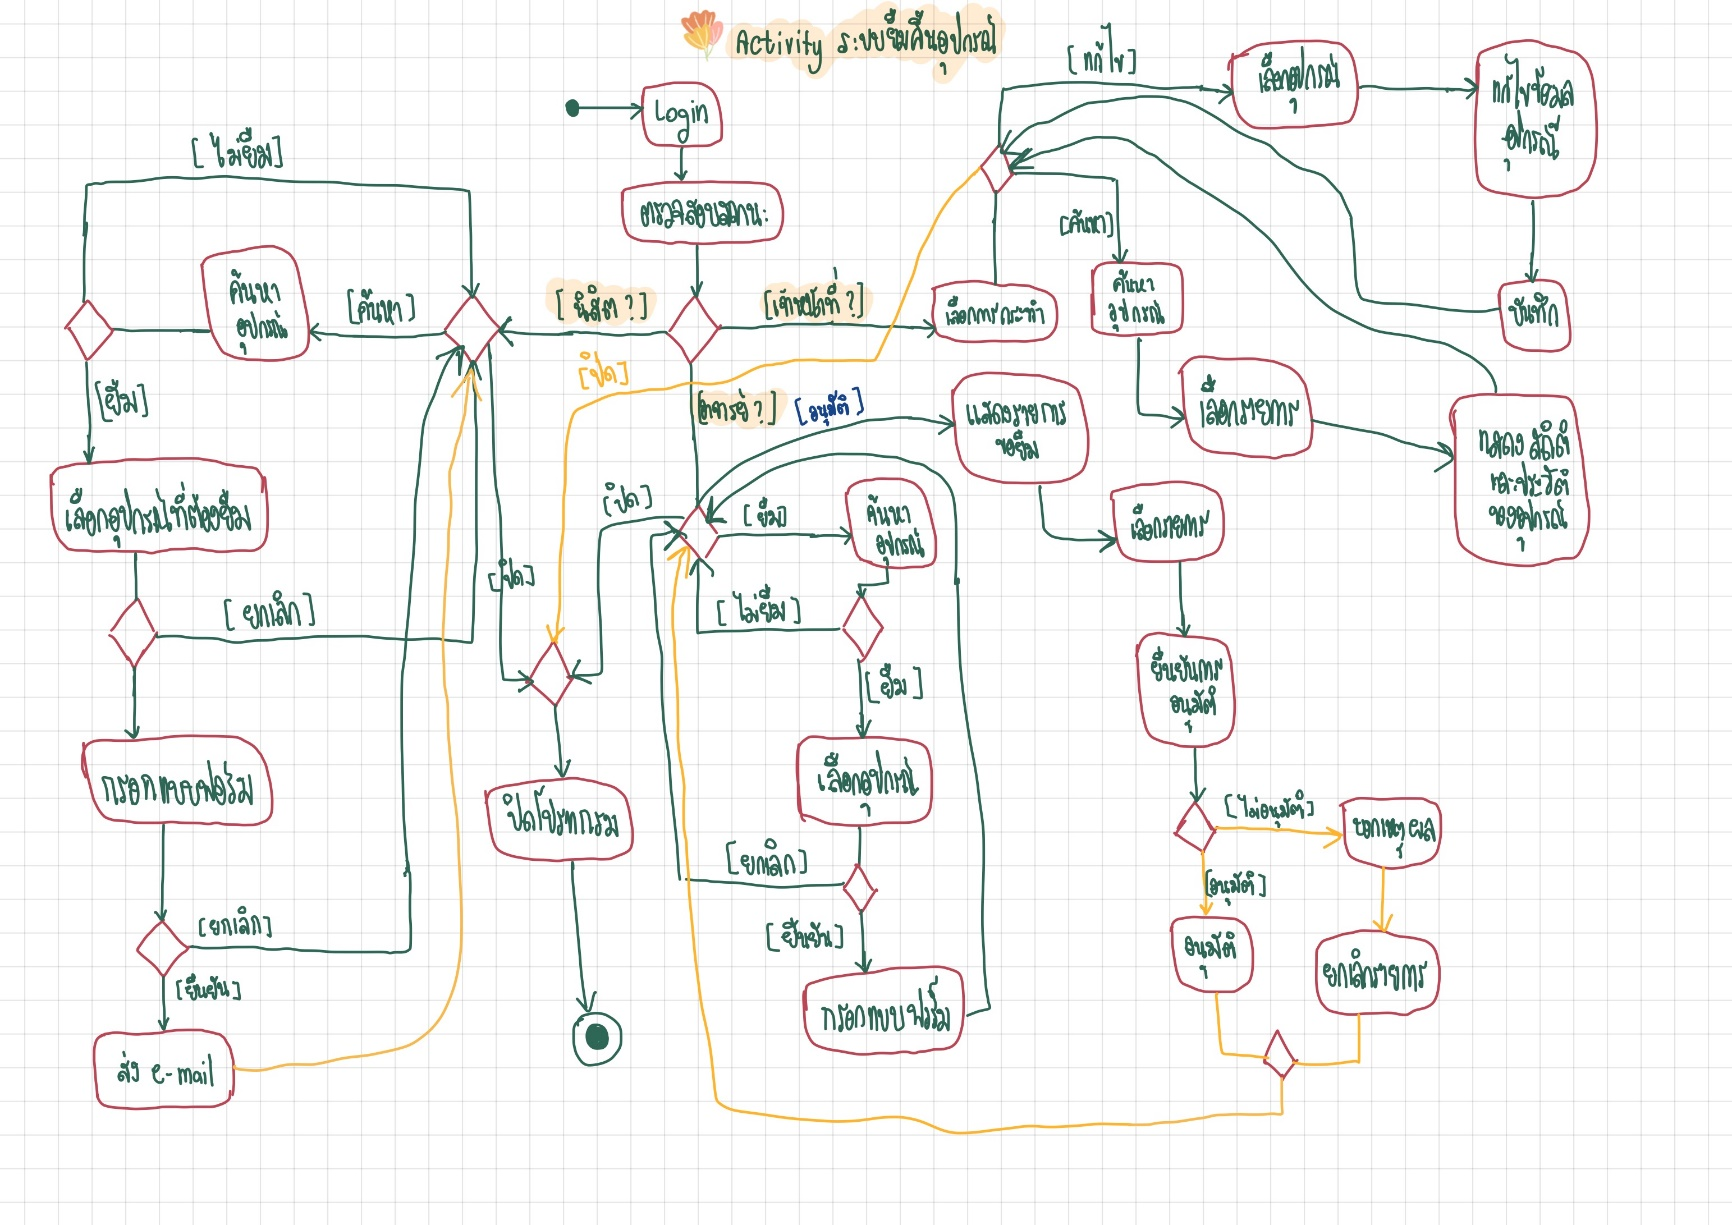 Activity ระบบยืมคืนอุปกรณ์
Login
ตรวจสอบสถานะ
[นิสิต?]
[เจ้าหน้าที่?]
[อาจารย์?]
[ไม่ยืม]
ค้นหา
อุปกรณ์
[ค้นหา]
[ยืม]
เลือกอุปกรณ์ที่ต้องยืม
[ยกเลิก]
กรอกแบบฟอร์ม
[ยกเลิก]
[ยืนยัน]
ส่ง e-mail
[ปิด]
[ปิด]
[ปิด]
ปิดโปรแกรม
[อนุมัติ]
[ยืม]
ค้นหา
อุปกรณ์
[ไม่ยืม]
[ยืม]
เลือกอุปกรณ์
[ยกเลิก]
[ยืนยัน]
กรอกแบบฟอร์ม
แสดงรายการ
ขอยืม
เลือกรายการ
ยืนยันการ
อนุมัติ
[ไม่อนุมัติ]
[อนุมัติ]
อนุมัติ
บอกเหตุผล
ยกเลิกรายการ
เลือกการกระทำ
[แก้ไข]
เลือกอุปกรณ์
แก้ไขข้อมูล
อุปกรณ์
บันทึก
[ค้นหา]
ค้นหา
อุปกรณ์
เลือกรายการ
แสดง สถิติ
และประวัติ
ของอุปกรณ์